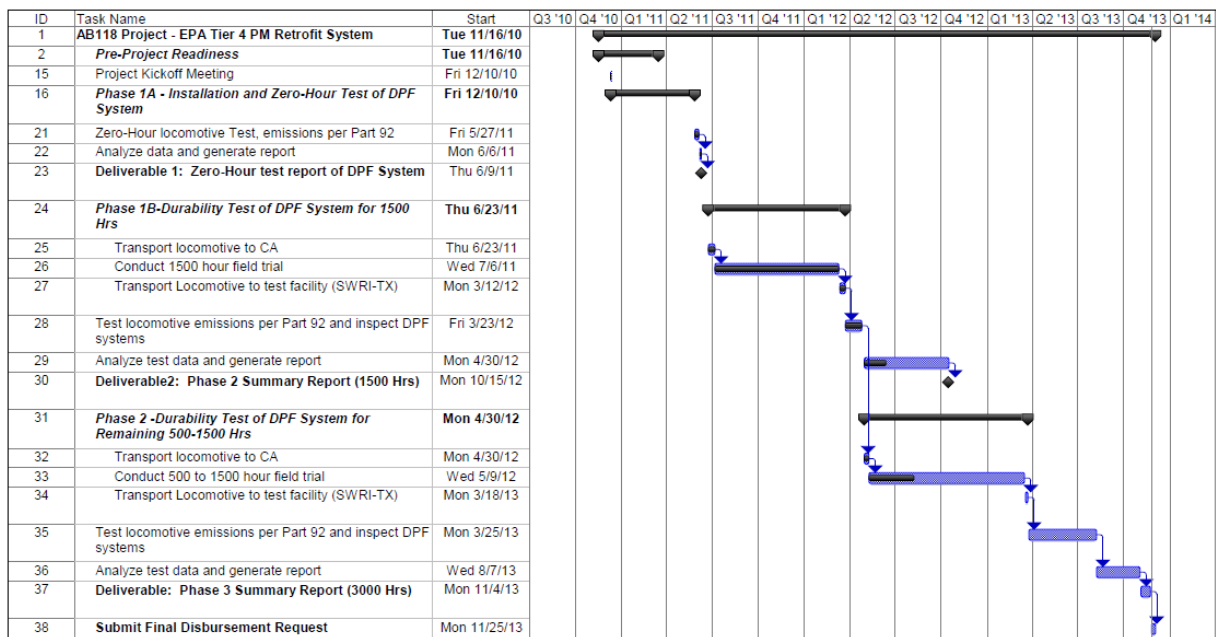 ID Task Name Start Q3 '10 Q4 '10 Q1 '11 Q2 '11 Q3 '11 Q4 '11 Q1 '12 Q2 '12 Q3 '12 Q4 '12 Q1 '13 Q2 '13 Q3 '13 Q4 '13 Q1 '14
1 AB118 Project - EPA Tier 4 PM Retrofit System Tue 11/16/10
2 Pre-Project Readiness Tue 11/16/10
15 Project Kickoff Meeting Fri 12/10/10
16 Phase 1A - Installation and Zero-Hour Test of DPF Fri 12/10/10
System
21 Zero-Hour locomotive Test, emissions per Part 92 Fri 5/27/11
22 Analyze data and generate report Mon 6/6/11
23 Deliverable 1: Zero-Hour test report of DPF System Thu 6/9/11
24 Phase 1B-Durability Test of DPF System for 1500 Thu 6/23/11
Hrs
25 Transport locomotive to CA Thu 6/23/11
26 Conduct 1500 hour field trial Wed 7/6/11
27 Transport Locomotive to test facility (SWRI-TX) Mon 3/12/12
28 Test locomotive emissions per Part 92 and inspect DPF Fri 3/23/12
systems
29 Analyze test data and generate report Mon 4/30/12
30 Deliverable2: Phase 2 Summary Report (1500 Hrs) Mon 10/15/12
31 Phase 2 -Durability Test of DPF System for Mon 4/30/12
Remaining 500-1500 Hrs
32 Transport locomotive to CA Mon 4/30/12
33 Conduct 500 to 1500 hour field trial Wed 5/9/12
34 Transport Locomotive to test facility (SWRI-TX) Mon 3/18/13
35 Test locomotive emissions per Part 92 and inspect DPF Mon 3/25/13
systems
36 Analyze test data and generate report Wed 8/7/13
37 Deliverable: Phase 3 Summary Report (3000 Hrs) Mon 11/4/13
38 Submit Final Disbursement Request Mon 11/25/13